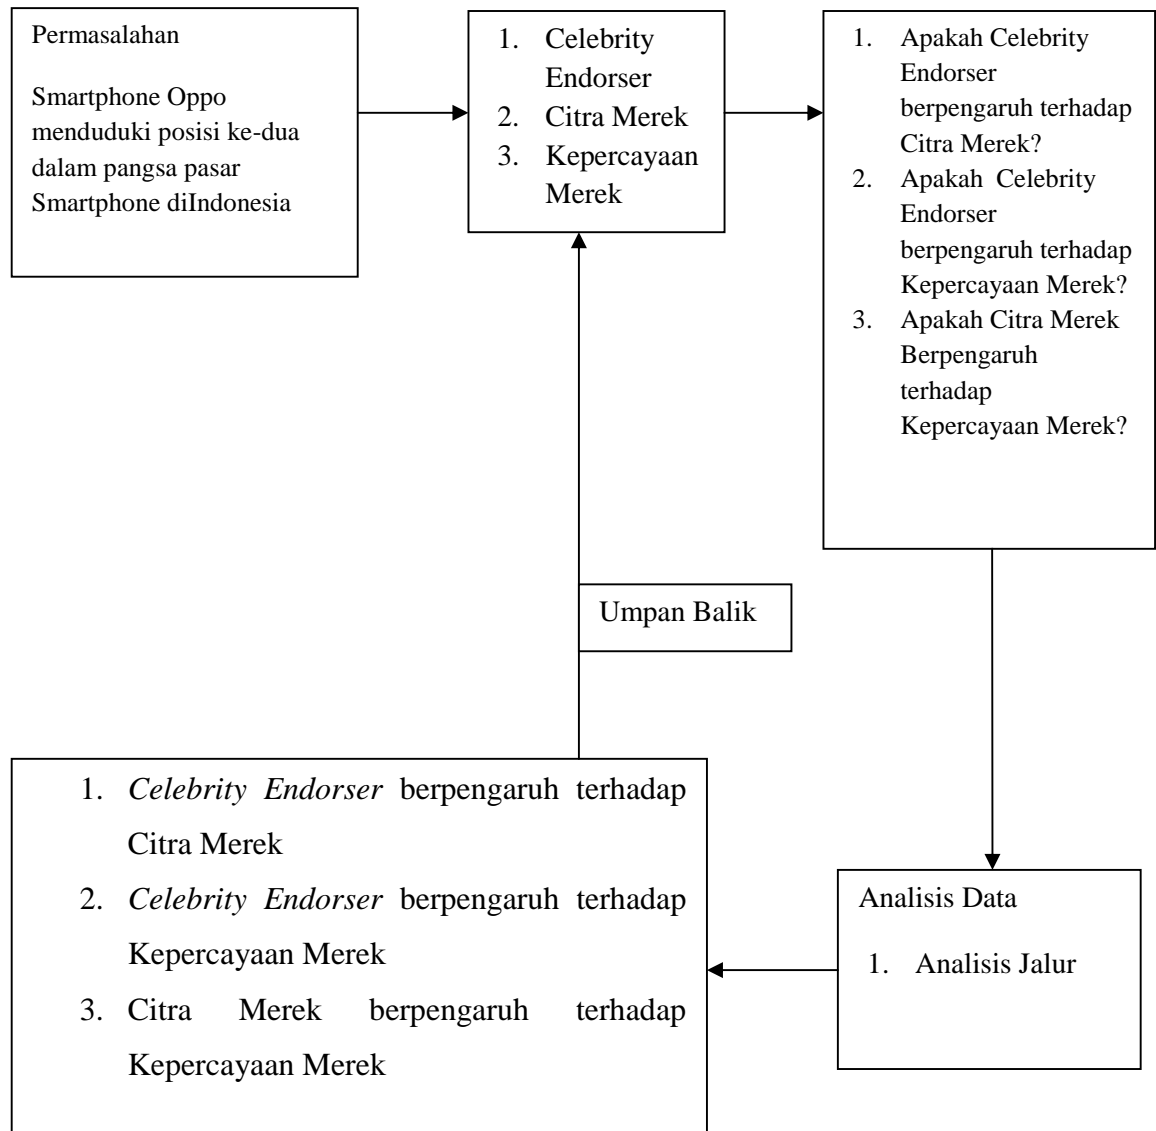 Permasalahan
Smartphone Oppo
menduduki posisi ke-dua
dalam pangsa pasar
Smartphone diIndonesia
1. Celebrity
Endorser
2. Citra Merek
3. Kepercayaan
Merek
1. Apakah Celebrity
Endorser
berpengaruh terhadap
Citra Merek?
2. Apakah Celebrity
Endorser
berpengaruh terhadap
Kepercayaan Merek?
3. Apakah Citra Merek
Berpengaruh
terhadap
Kepercayaan Merek?
Umpan Balik
1. Celebrity Endorser berpengaruh terhadap
Citra Merek
2. Celebrity Endorser berpengaruh terhadap
Kepercayaan Merek
3. Citra Merek berpengaruh terhadap
Kepercayaan Merek
Analisis Data
1. Analisis Jalur